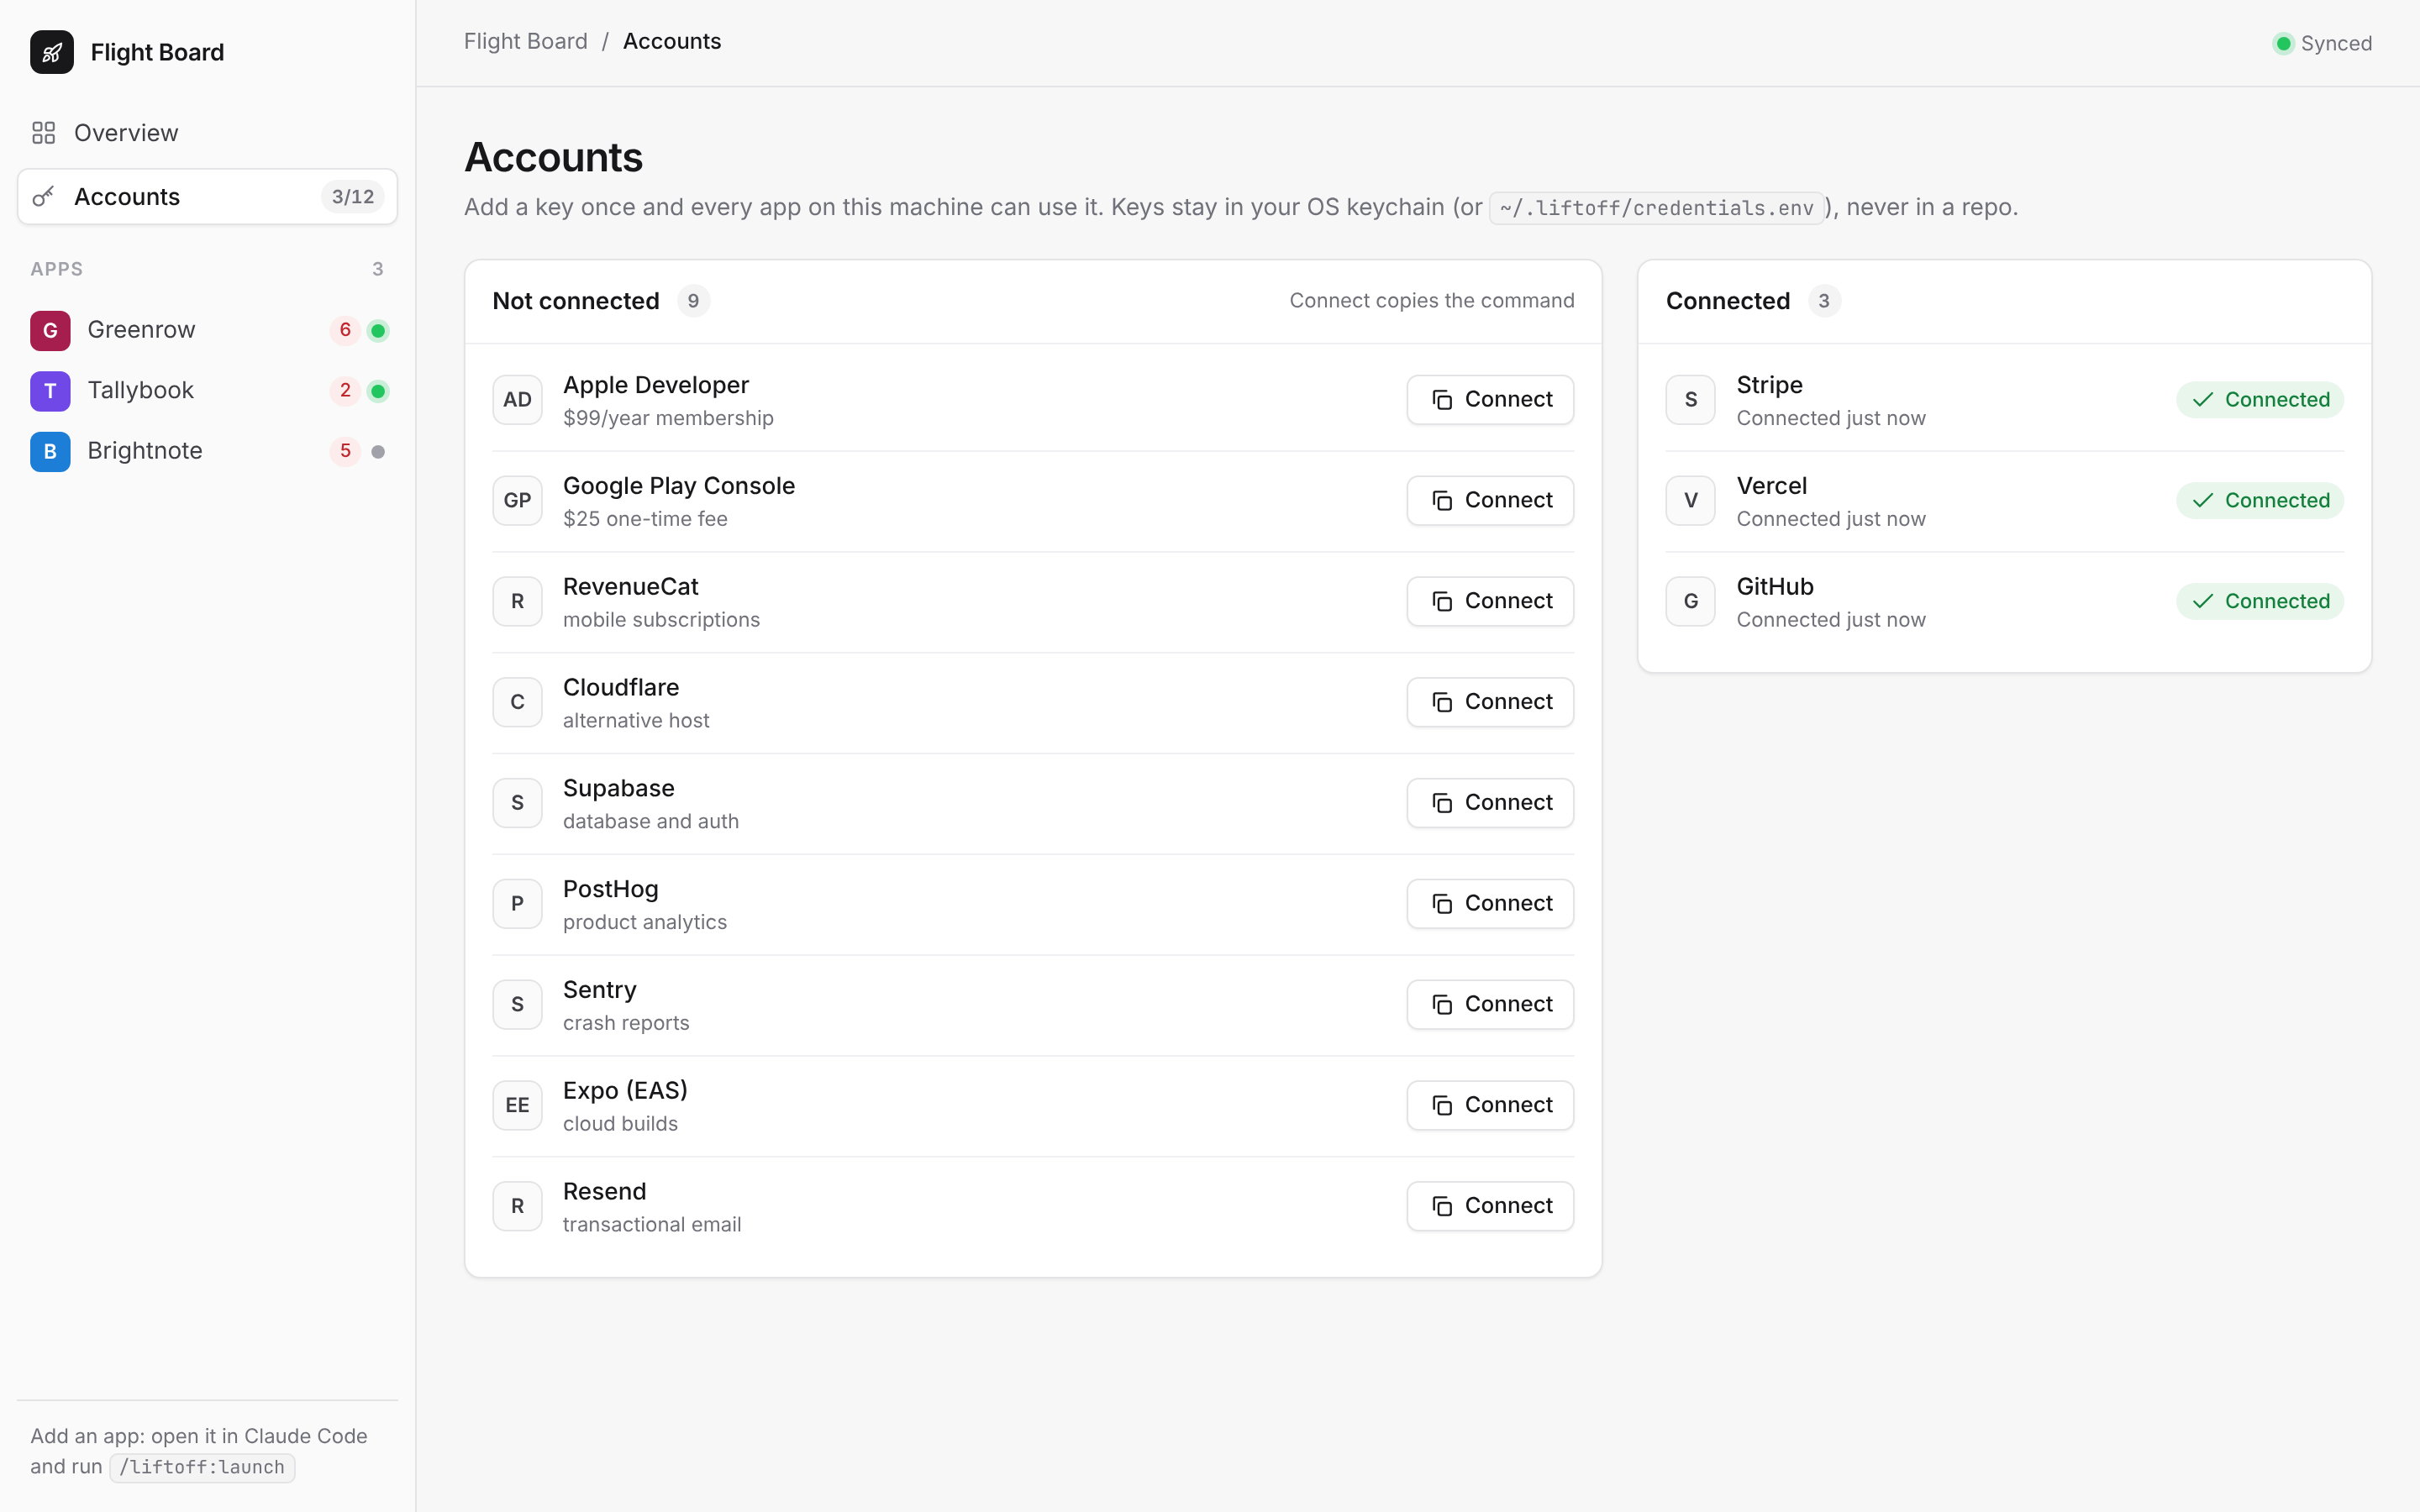 Flight Board
Overview
Accounts 3/12
APPS 3
G Greenrow 6
T Tallybook 2
B Brightnote 5
Add an app: open it in Claude Code
and run /liftoff:launch
Flight Board / Accounts
Synced
Accounts
Add a key once and every app on this machine can use it. Keys stay in your OS keychain (or ~/.liftoff/credentials.env), never in a repo.
Not connected 9 Connect copies the command
AD Apple Developer Connect
$99/year membership
GP Google Play Console Connect
$25 one-time fee
R RevenueCat Connect
mobile subscriptions
C Cloudflare Connect
alternative host
S Supabase Connect
database and auth
P PostHog Connect
product analytics
S Sentry Connect
crash reports
EE Expo (EAS) Connect
cloud builds
R Resend Connect
transactional email
Connected 3
S Stripe Connected
Connected just now
V Vercel Connected
Connected just now
G GitHub Connected
Connected just now